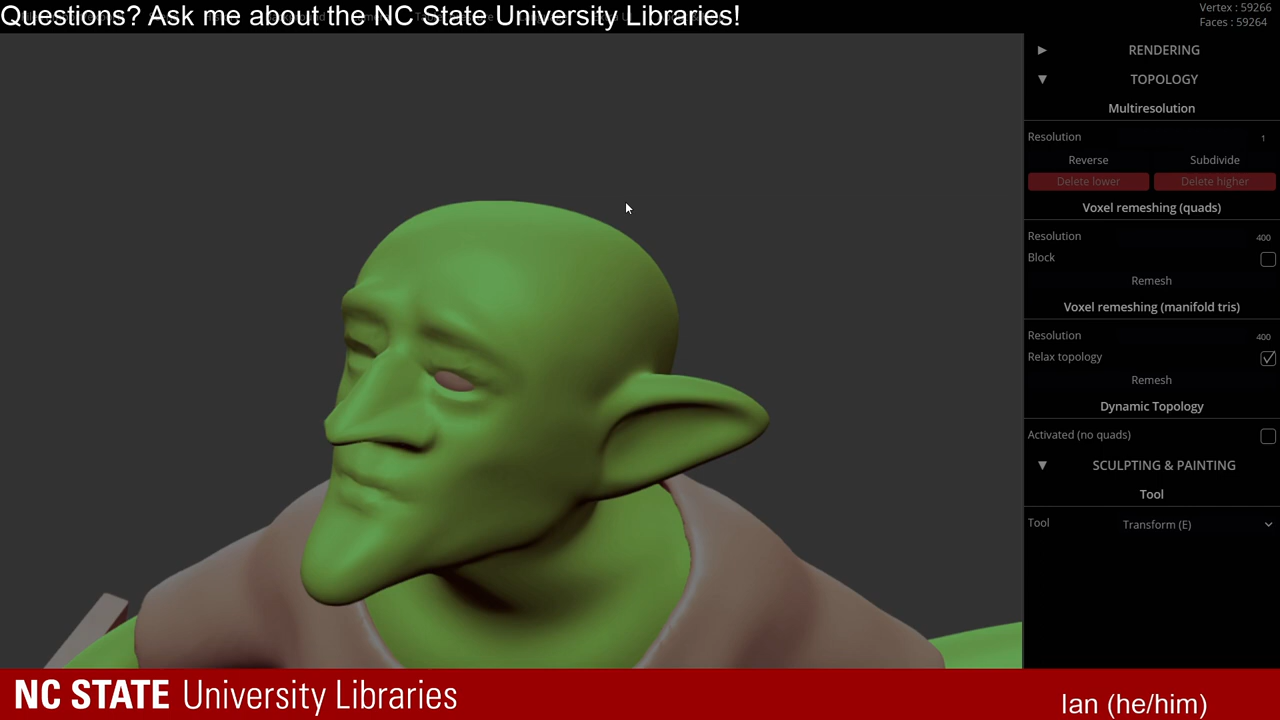 Questions? Ask me about the NC State University Libraries!
Vertex : 59266
Faces : 59264
RENDERING
TOPOLOGY
Multiresolution
Resolution 1
Reverse Subdivide
Delete lower Delete higher
Voxel remeshing (quads)
Resolution 400
Block
Remesh
Voxel remeshing (manifold tris)
Resolution 400
Relax topology
Remesh
Dynamic Topology
Activated (no quads)
SCULPTING & PAINTING
Tool
Tool Transform (E)
NC STATE University Libraries
Ian (he/him)